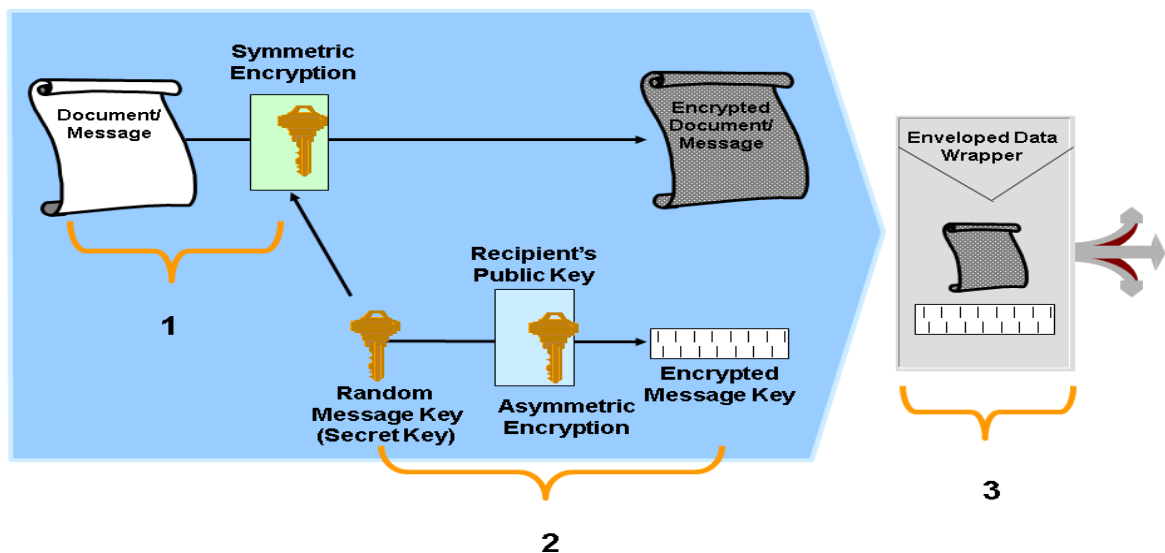 Symmetric
Encryption
Document/
Message
Encrypted
Document/
Message
Enveloped Data
Wrapper
1
Recipient's
Public Key
Random
Message Key
(Secret Key)
Asymmetric
Encryption
Encrypted
Message Key
2
3